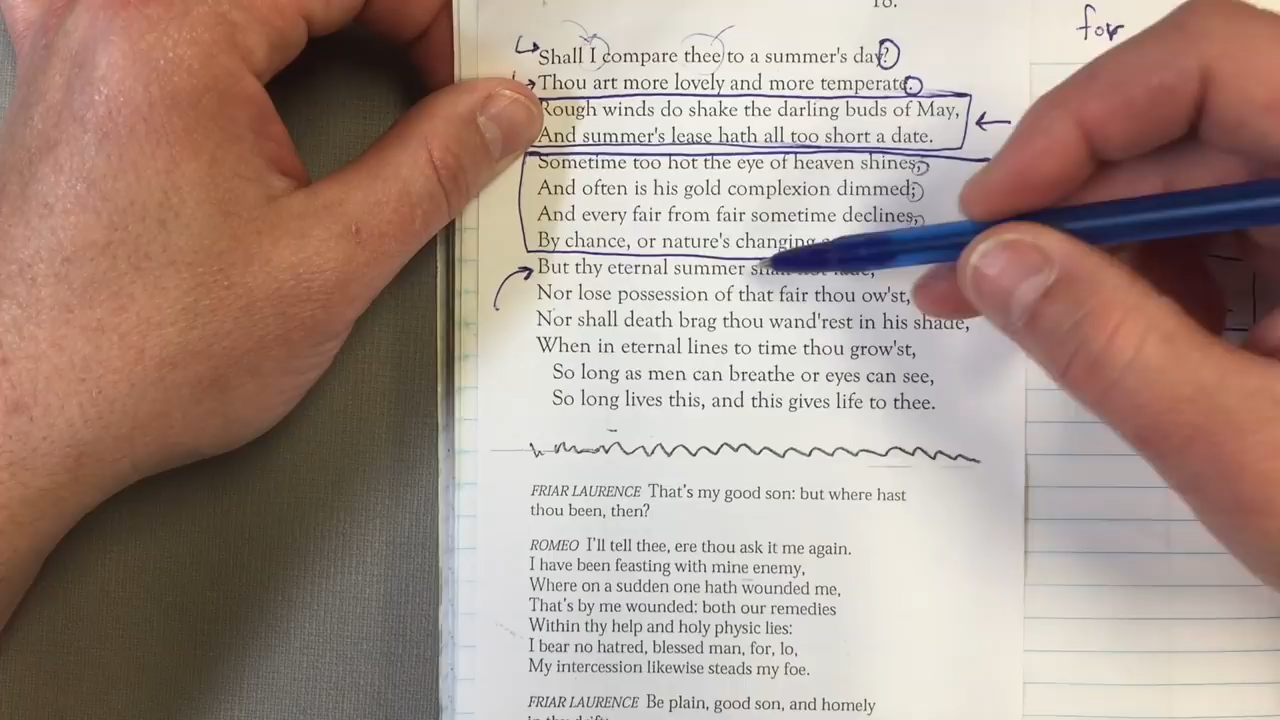 18.
for
Shall I compare thee to a summer's day?
Thou art more lovely and more temperate.
Rough winds do shake the darling buds of May,
And summer's lease hath all too short a date.
Sometime too hot the eye of heaven shines,
And often is his gold complexion dimmed;
And every fair from fair sometime declines,
By chance, or nature's changing
But thy eternal summer shall not fade,
Nor lose possession of that fair thou ow'st,
Nor shall death brag thou wand'rest in his shade,
When in eternal lines to time thou grow'st,
So long as men can breathe or eyes can see,
So long lives this, and this gives life to thee.
FRIAR LAURENCE That's my good son: but where hast
thou been, then?
ROMEO I'll tell thee, ere thou ask it me again.
I have been feasting with mine enemy,
Where on a sudden one hath wounded me,
That's by me wounded: both our remedies
Within thy help and holy physic lies:
I bear no hatred, blessed man, for, lo,
My intercession likewise steads my foe.
FRIAR LAURENCE Be plain, good son, and homely
in thy drift